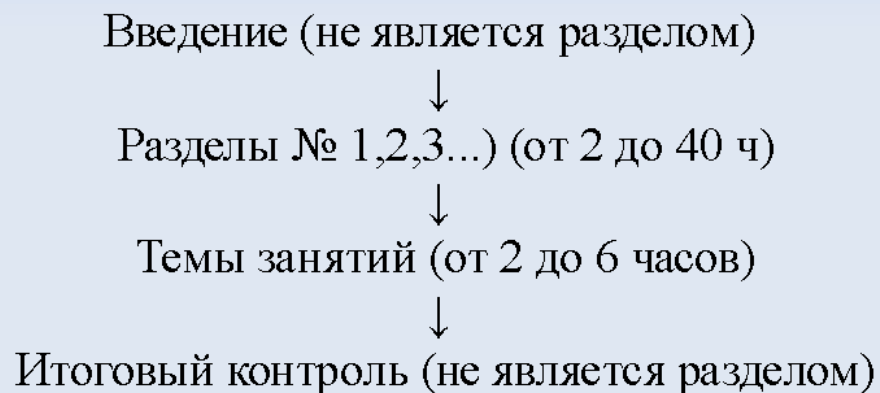 Введение (не является разделом)
↓
Разделы № 1,2,3...) (от 2 до 40 ч)
↓
Темы занятий (от 2 до 6 часов)
↓
Итоговый контроль (не является разделом)